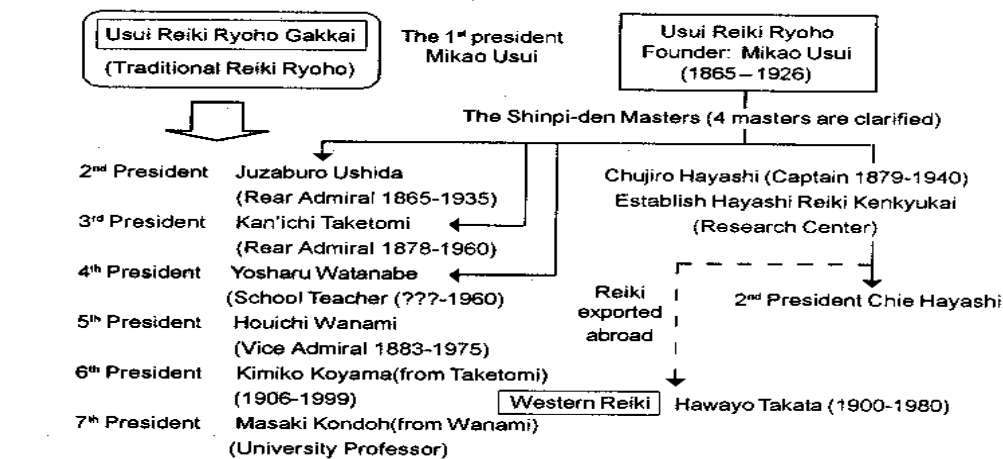 Usui Reiki Ryoho Gakkai
(Traditional Reiki Ryoho)
The 1st president
Mikao Usui
Usui Reiki Ryoho
Founder: Mikao Usui
(1865–1926)
The Shinpi-den Masters (4 masters are clarified)
2nd President Juzaburo Ushida
(Rear Admiral 1865-1935)
3rd President Kan'ichi Taketomi
(Rear Admiral 1878-1960)
4th President Yosharu Watanabe
(School Teacher (???-1960)
5th President Houichi Wanami
(Vice Admiral 1883-1975)
6th President Kimiko Koyama(from Taketomi)
(1906-1999)
7th President Masaki Kondoh(from Wanami)
(University Professor)
Chujiro Hayashi (Captain 1879-1940)
Establish Hayashi Reiki Kenkyukai
(Research Center)
2nd President Chie Hayashi
Reiki
exported
abroad
Western Reiki Hawayo Takata (1900-1980)